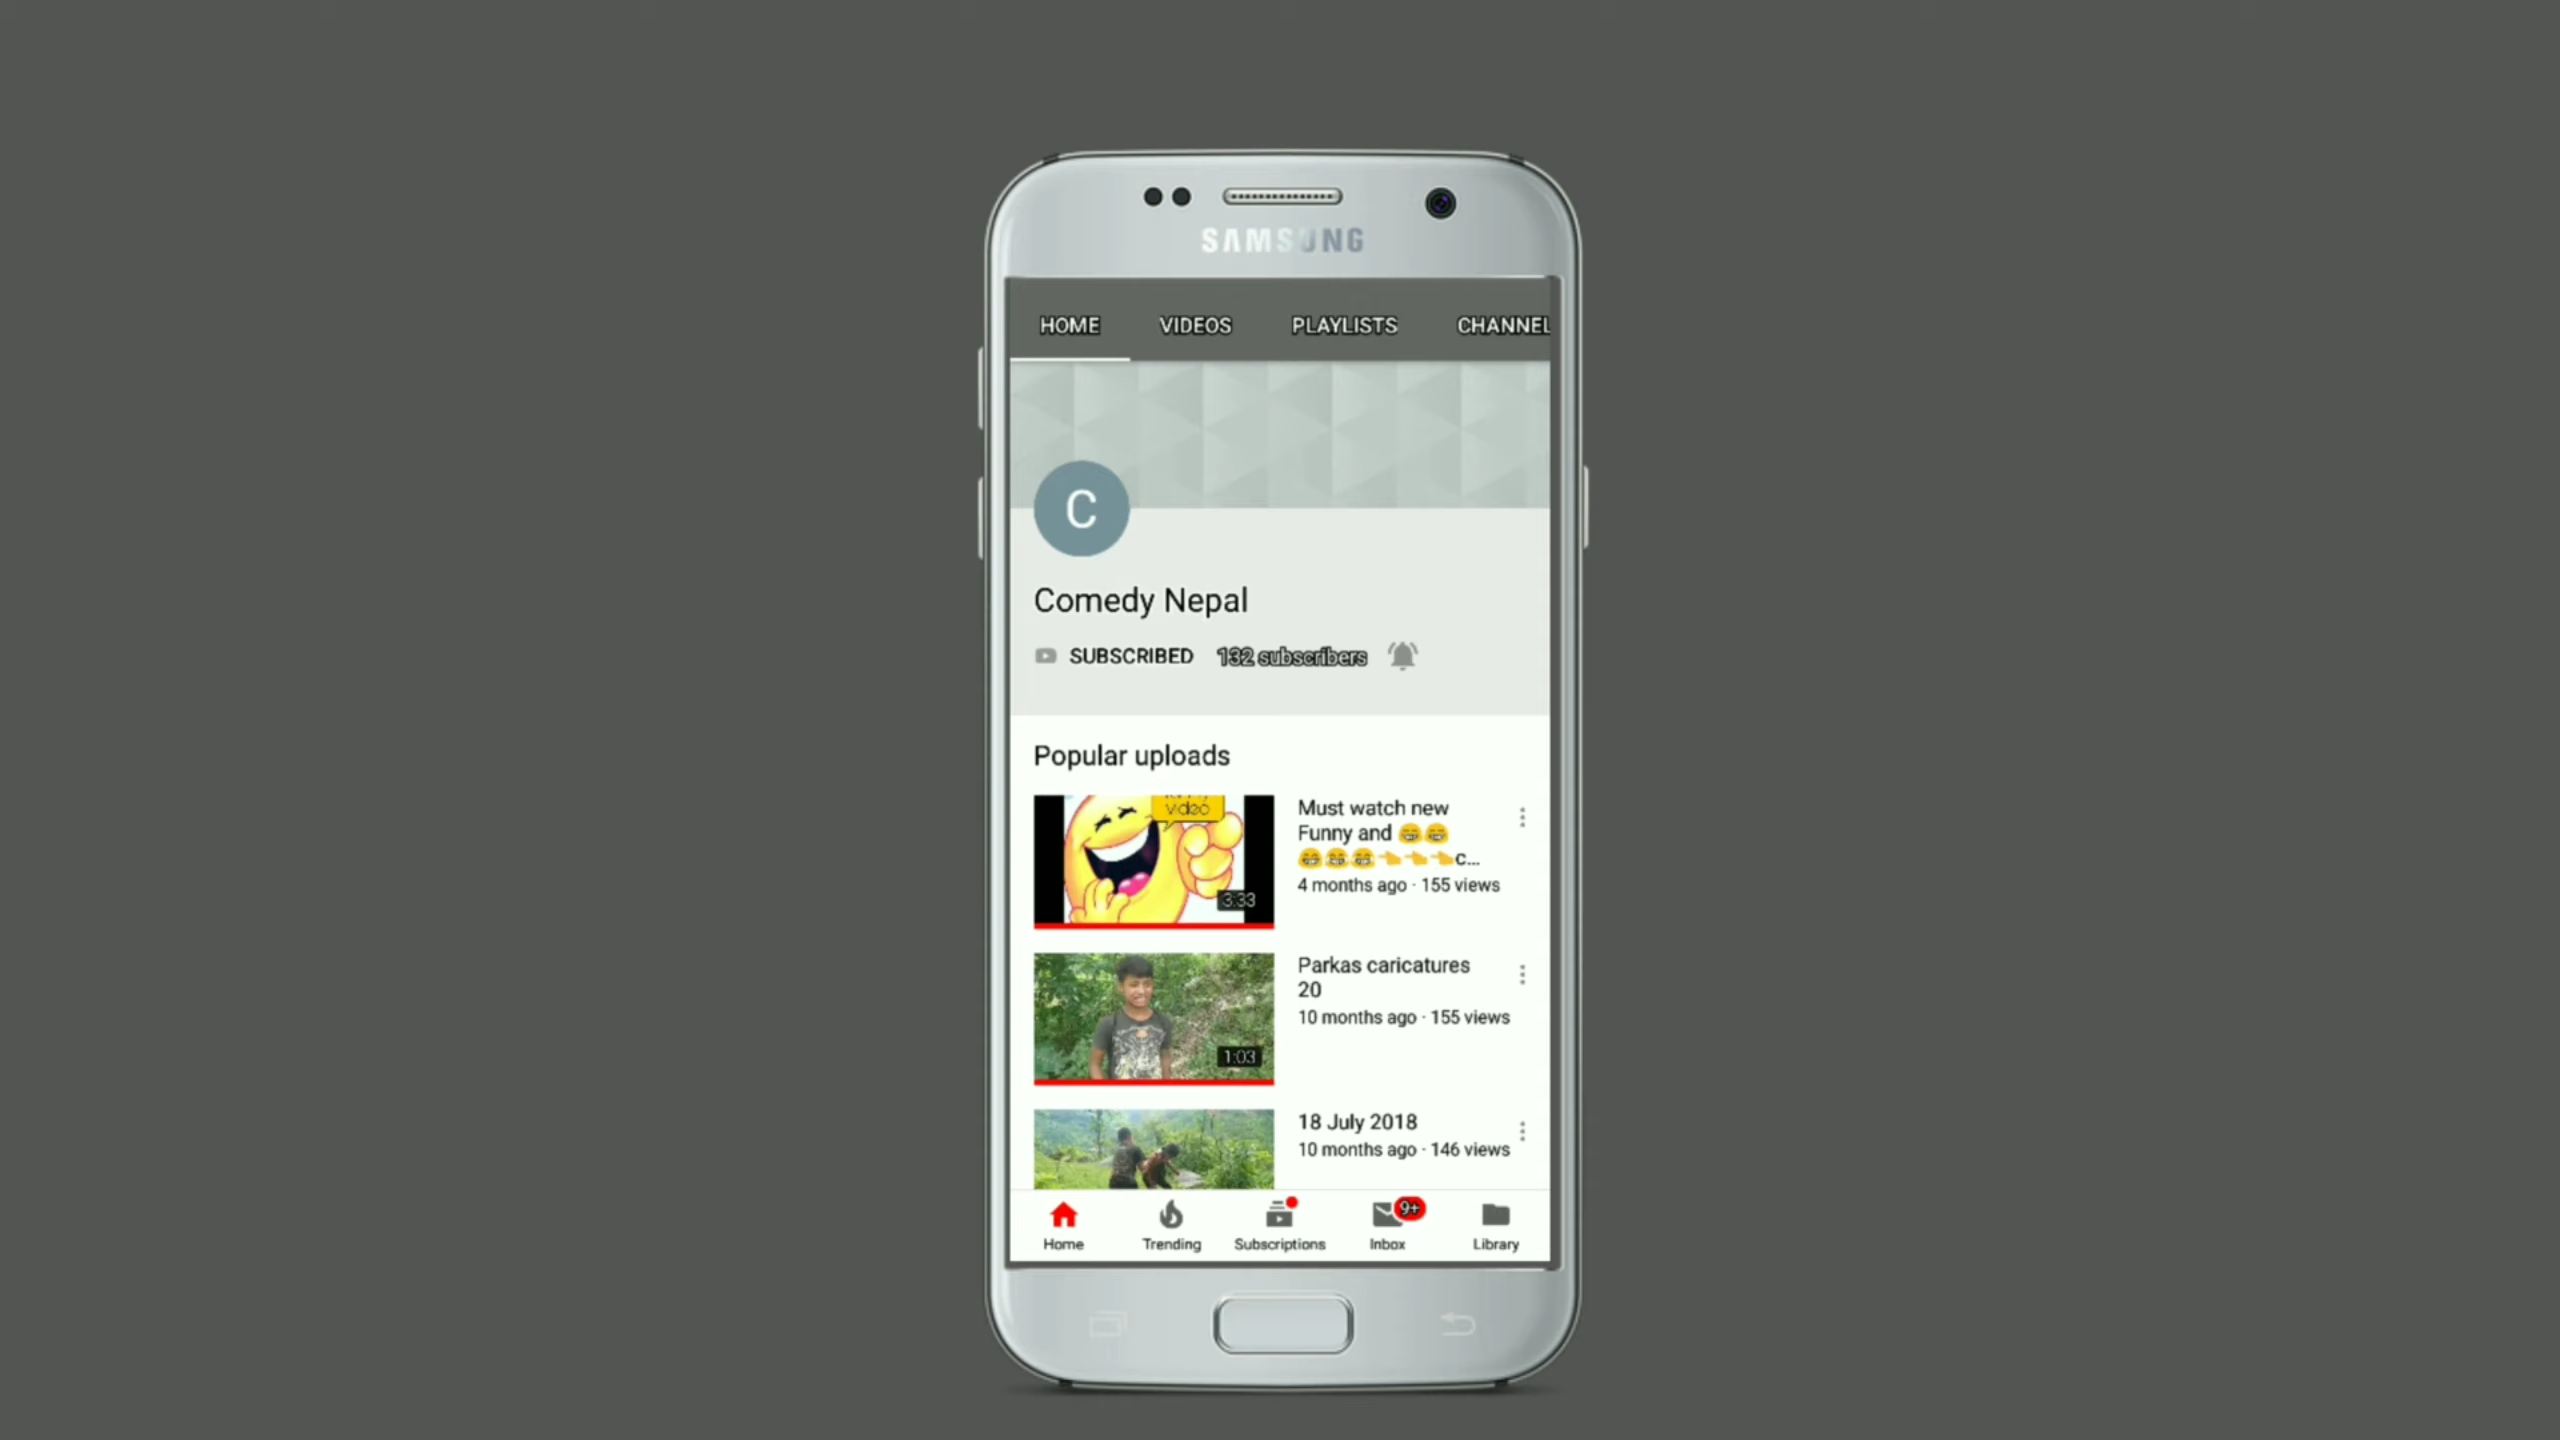 SAMSUNG
HOME VIDEOS PLAYLISTS CHANNEL
C
Comedy Nepal
SUBSCRIBED 132 subscribers
Popular uploads
video
3:33
Must watch new
Funny and 😂😂
😂😂😂👈👈👈c...
4 months ago · 155 views
1:03
Parkas caricatures
20
10 months ago · 155 views
18 July 2018
10 months ago · 146 views
9+
Home Trending Subscriptions Inbox Library